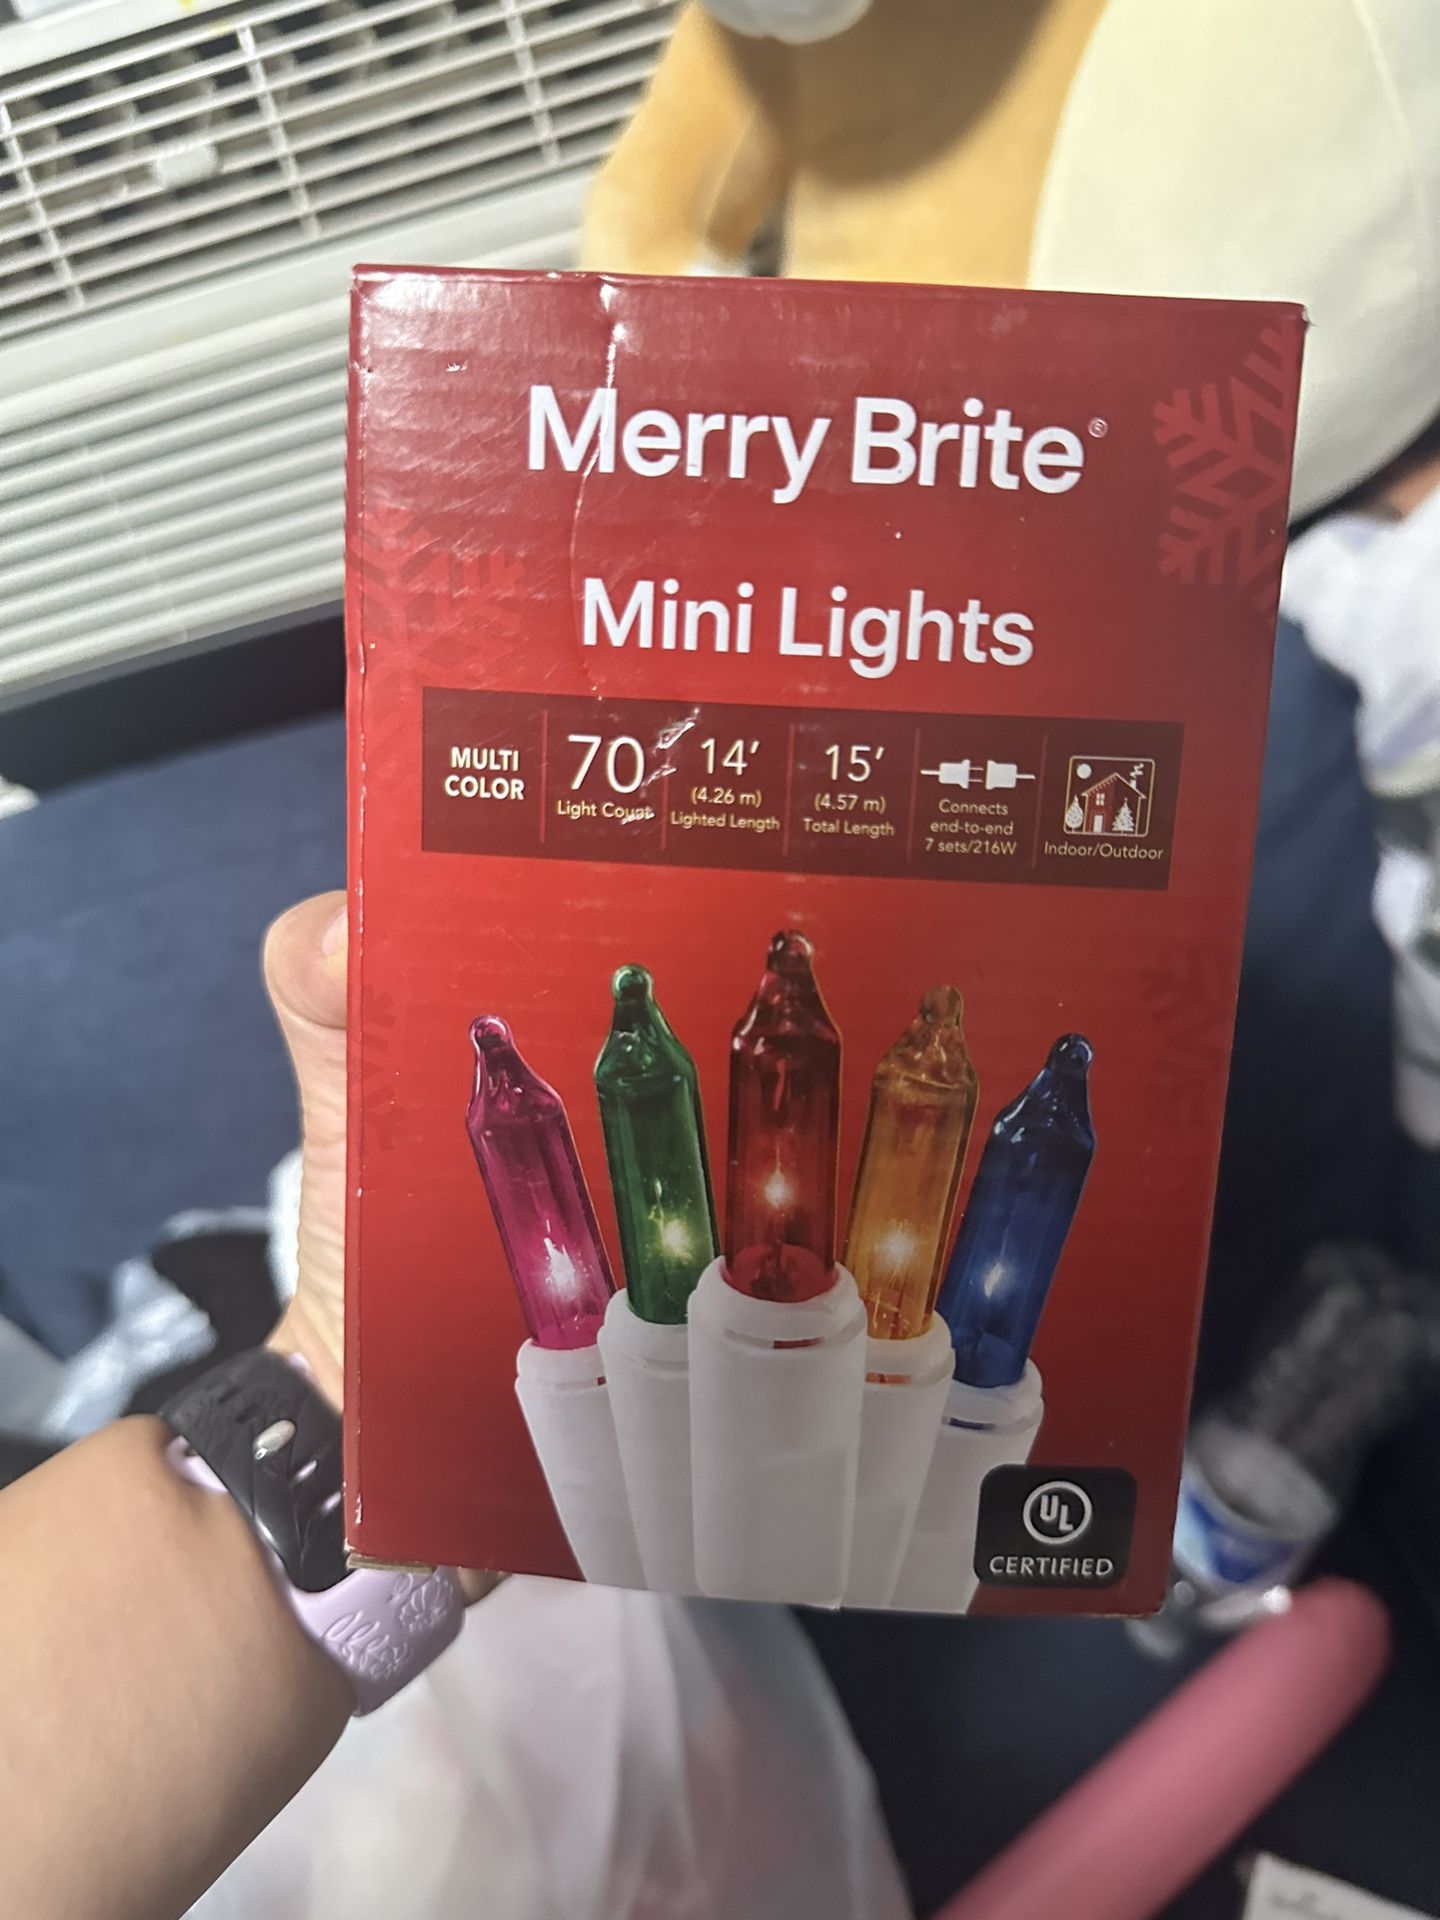 Merry Brite®
Mini Lights
MULTI
COLOR
70
Light Count
14'
(4.26 m)
Lighted Length
15'
(4.57 m)
Total Length
Connects
end-to-end
7 sets/216W
Indoor/Outdoor
UL
CERTIFIED